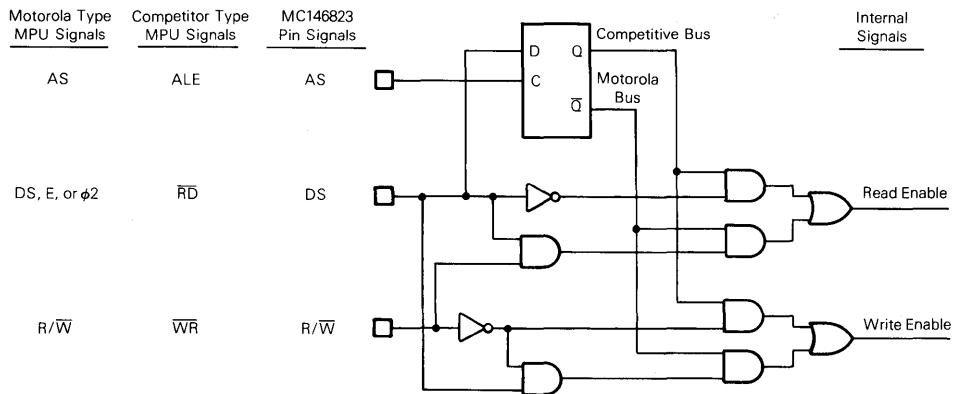 Motorola Type
MPU Signals
Competitor Type
MPU Signals
MC146823
Pin Signals
Internal
Signals
AS
ALE
AS
D
Q
C
Q̅
Competitive Bus
Motorola
Bus
DS, E, or ϕ2
R̅D̅
DS
Read Enable
R/W̅
W̅R̅
R/W̅
Write Enable